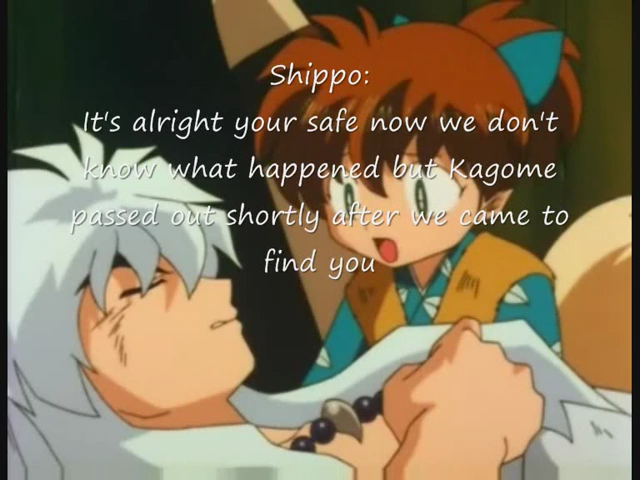 Shippo:
It's alright your safe now we don't
know what happened but Kagome
passed out shortly after we came to
find you